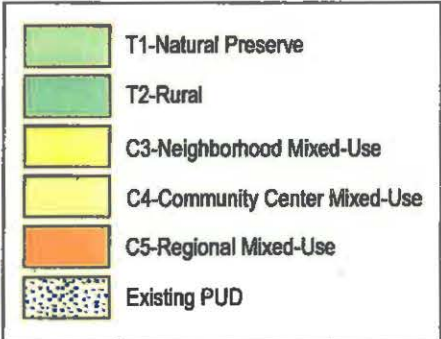 T1-Natural Preserve
T2-Rural
C3-Neighborhood Mixed-Use
C4-Community Center Mixed-Use
C5-Regional Mixed-Use
Existing PUD